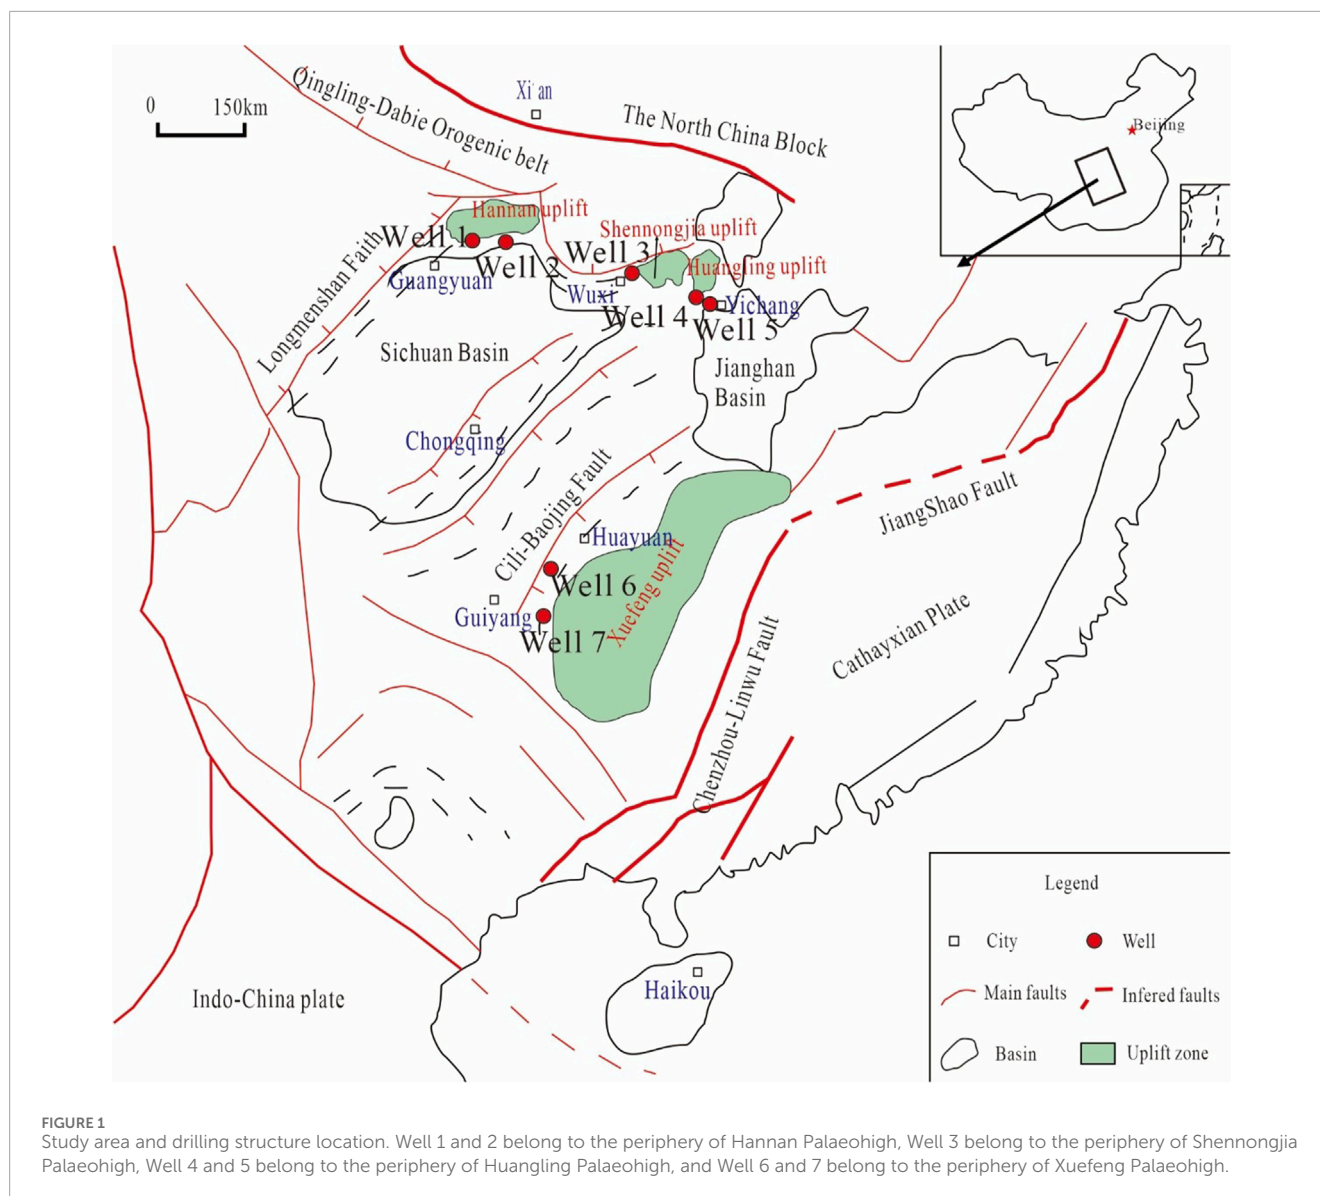 0 150km
Xi'an
Qingling-Dabie Orogenic belt
The North China Block
Beijing
Hannan uplift
Shennongjia uplift
Well 1
Well 2
Well 3
Huangling uplift
Longmenshan Faith
Guangyuan
Wuxi
Yichang
Well 4
Well 5
Sichuan Basin
Jianghan
Basin
Chongqing
Cili-Baojing Fault
JiangShao Fault
Huayuan
Well 6
Xuefeng uplift
Guiyang
Well 7
Cathayxian Plate
Chenzhou-Linwu Fault
Indo-China plate
Haikou
Legend
City
Well
Main faults
Infered faults
Basin
Uplift zone
FIGURE 1
Study area and drilling structure location. Well 1 and 2 belong to the periphery of Hannan Palaeohigh, Well 3 belong to the periphery of Shennongjia
Palaeohigh, Well 4 and 5 belong to the periphery of Huangling Palaeohigh, and Well 6 and 7 belong to the periphery of Xuefeng Palaeohigh.